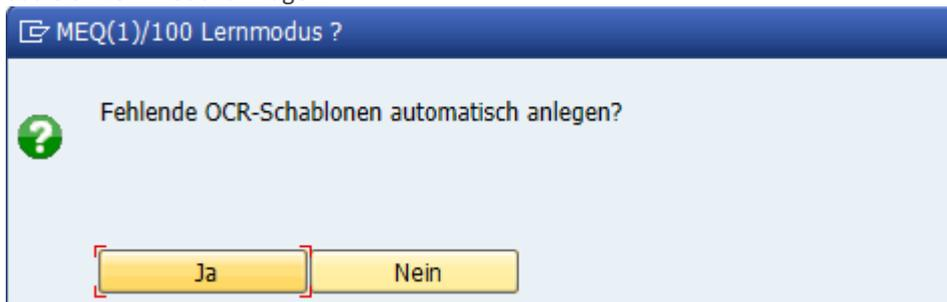 MEQ(1)/100 Lernmodus ?
Fehlende OCR-Schablonen automatisch anlegen?
Ja
Nein